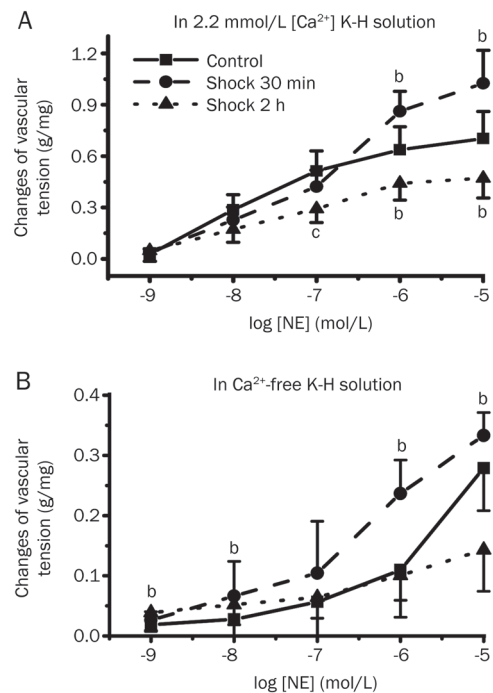 A
In 2.2 mmol/L [Ca²⁺] K-H solution
Changes of vascular
tension (g/mg)
1.2
0.9
0.6
0.3
0.0
Control
Shock 30 min
Shock 2 h
b
b
c
b
b
-9
-8
-7
-6
-5
log [NE] (mol/L)
B
In Ca²⁺-free K-H solution
Changes of vascular
tension (g/mg)
0.4
0.3
0.2
0.1
0.0
b
b
b
b
-9
-8
-7
-6
-5
log [NE] (mol/L)